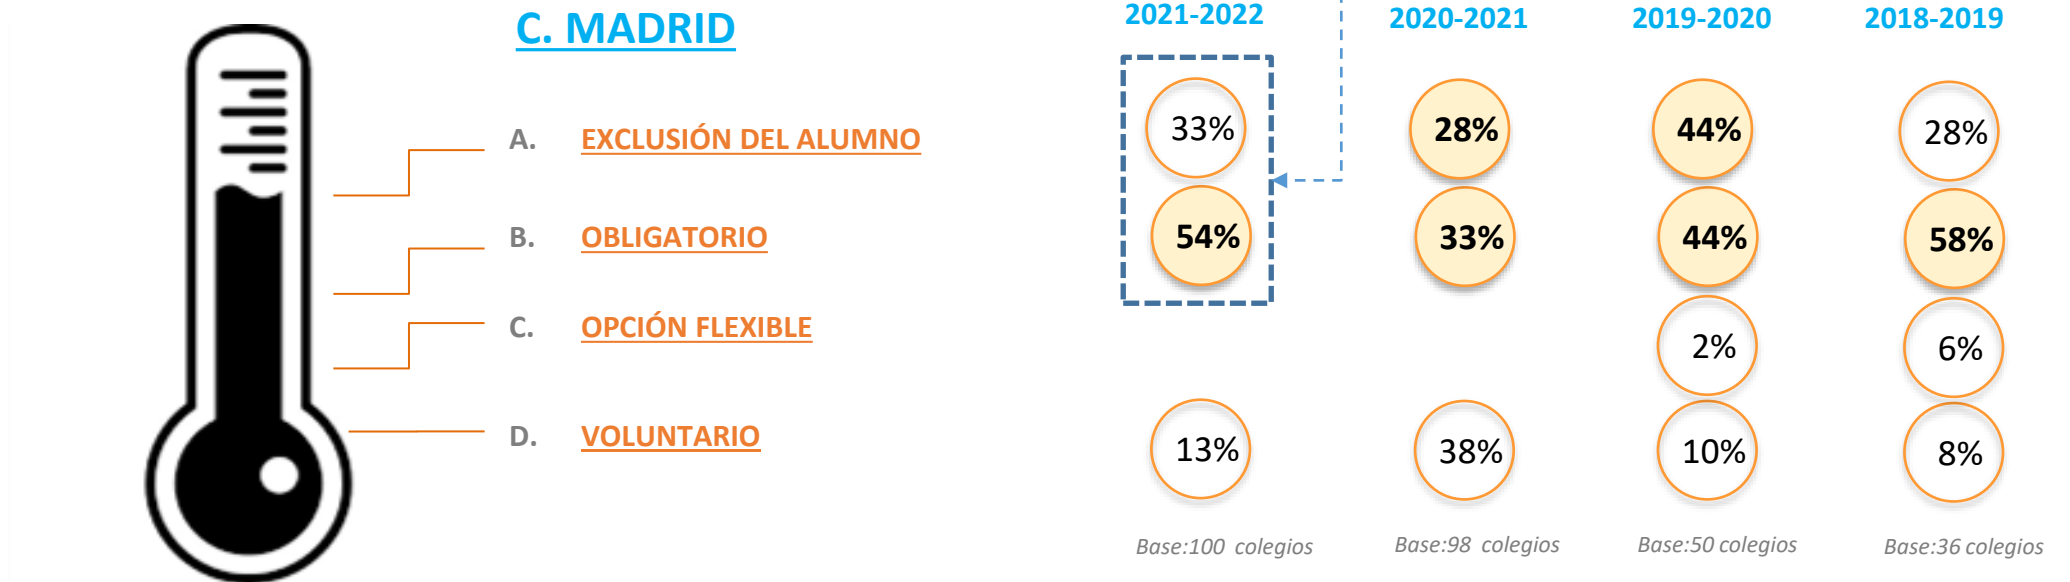 C. MADRID
2021-2022 2020-2021 2019-2020 2018-2019
A. EXCLUSIÓN DEL ALUMNO 33% 28% 44% 28%
B. OBLIGATORIO 54% 33% 44% 58%
C. OPCIÓN FLEXIBLE 2% 6%
D. VOLUNTARIO 13% 38% 10% 8%
Base:100 colegios Base:98 colegios Base:50 colegios Base:36 colegios